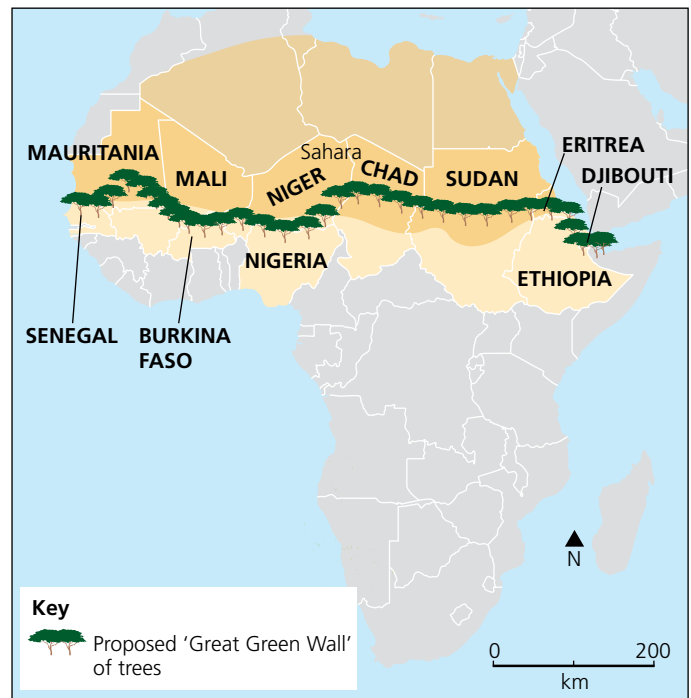 MAURITANIA
MALI
Sahara
NIGER
CHAD
SUDAN
ERITREA
DJIBOUTI
NIGERIA
ETHIOPIA
SENEGAL
BURKINA
FASO
N
Key
Proposed ‘Great Green Wall’
of trees
0 200
km